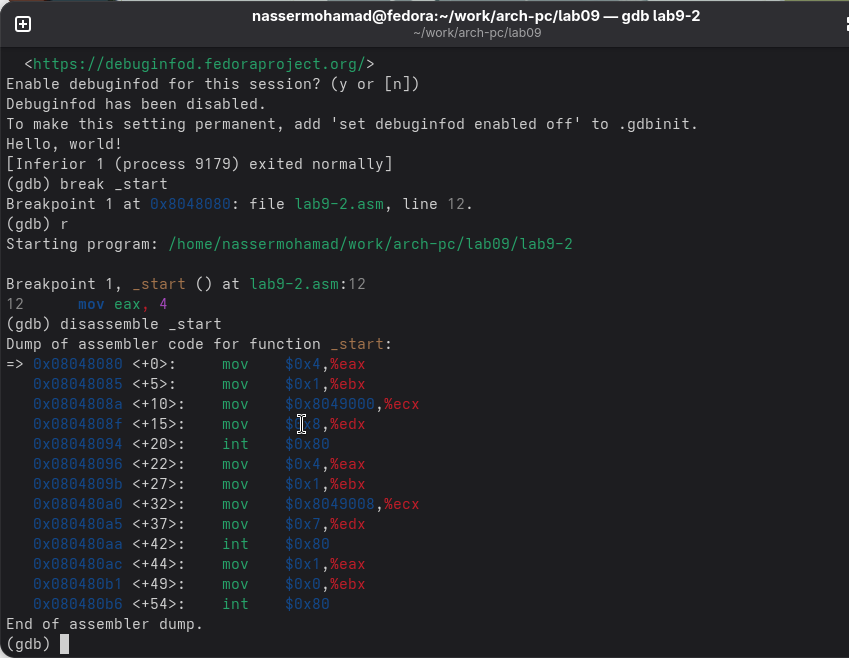 nassermohamad@fedora:~/work/arch-pc/lab09 — gdb lab9-2
~/work/arch-pc/lab09
<https://debuginfod.fedoraproject.org/>
Enable debuginfod for this session? (y or [n])
Debuginfod has been disabled.
To make this setting permanent, add 'set debuginfod enabled off' to .gdbinit.
Hello, world!
[Inferior 1 (process 9179) exited normally]
(gdb) break _start
Breakpoint 1 at 0x8048080: file lab9-2.asm, line 12.
(gdb) r
Starting program: /home/nassermohamad/work/arch-pc/lab09/lab9-2
Breakpoint 1, _start () at lab9-2.asm:12
12      mov eax, 4
(gdb) disassemble _start
Dump of assembler code for function _start:
=> 0x08048080 <+0>:     mov    $0x4,%eax
   0x08048085 <+5>:     mov    $0x1,%ebx
   0x0804808a <+10>:    mov    $0x8049000,%ecx
   0x0804808f <+15>:    mov    $0x8,%edx
   0x08048094 <+20>:    int    $0x80
   0x08048096 <+22>:    mov    $0x4,%eax
   0x0804809b <+27>:    mov    $0x1,%ebx
   0x080480a0 <+32>:    mov    $0x8049008,%ecx
   0x080480a5 <+37>:    mov    $0x7,%edx
   0x080480aa <+42>:    int    $0x80
   0x080480ac <+44>:    mov    $0x1,%eax
   0x080480b1 <+49>:    mov    $0x0,%ebx
   0x080480b6 <+54>:    int    $0x80
End of assembler dump.
(gdb)